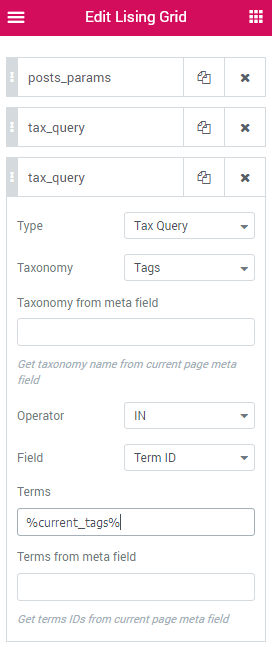 Edit Lising Grid
posts_params
tax_query
tax_query
Type Tax Query
Taxonomy Tags
Taxonomy from meta field
Get taxonomy name from current page meta
field
Operator IN
Field Term ID
Terms
%current_tags%
Terms from meta field
Get terms IDs from current page meta field